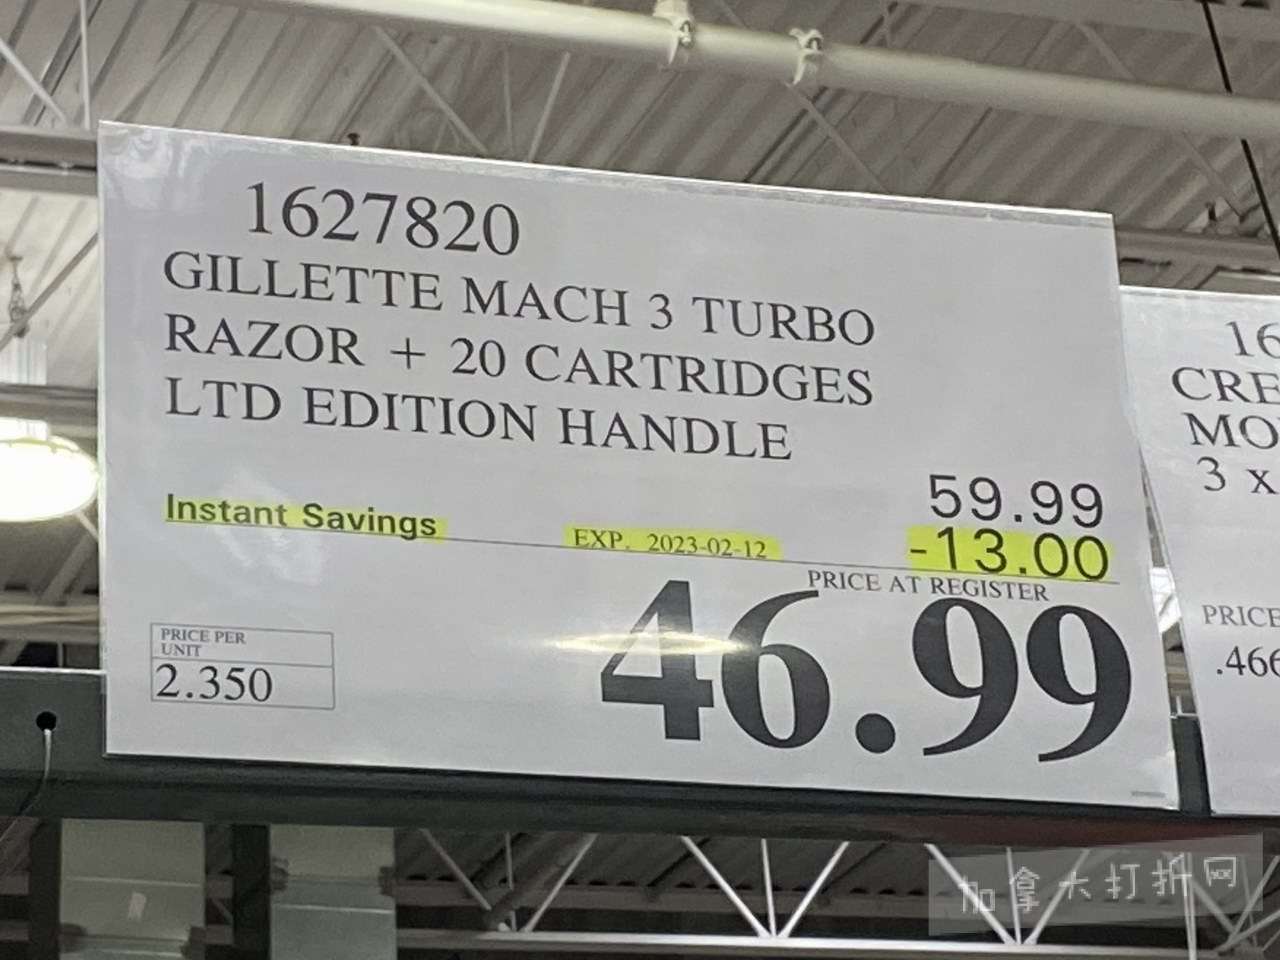 1627820
GILLETTE MACH 3 TURBO
RAZOR + 20 CARTRIDGES
LTD EDITION HANDLE
59.99
Instant Savings EXP. 2023-02-12 -13.00
PRICE AT REGISTER
46.99
PRICE PER
UNIT
2.350
16
CRE
MO
3 x
PRICE
.466
加拿大打折网